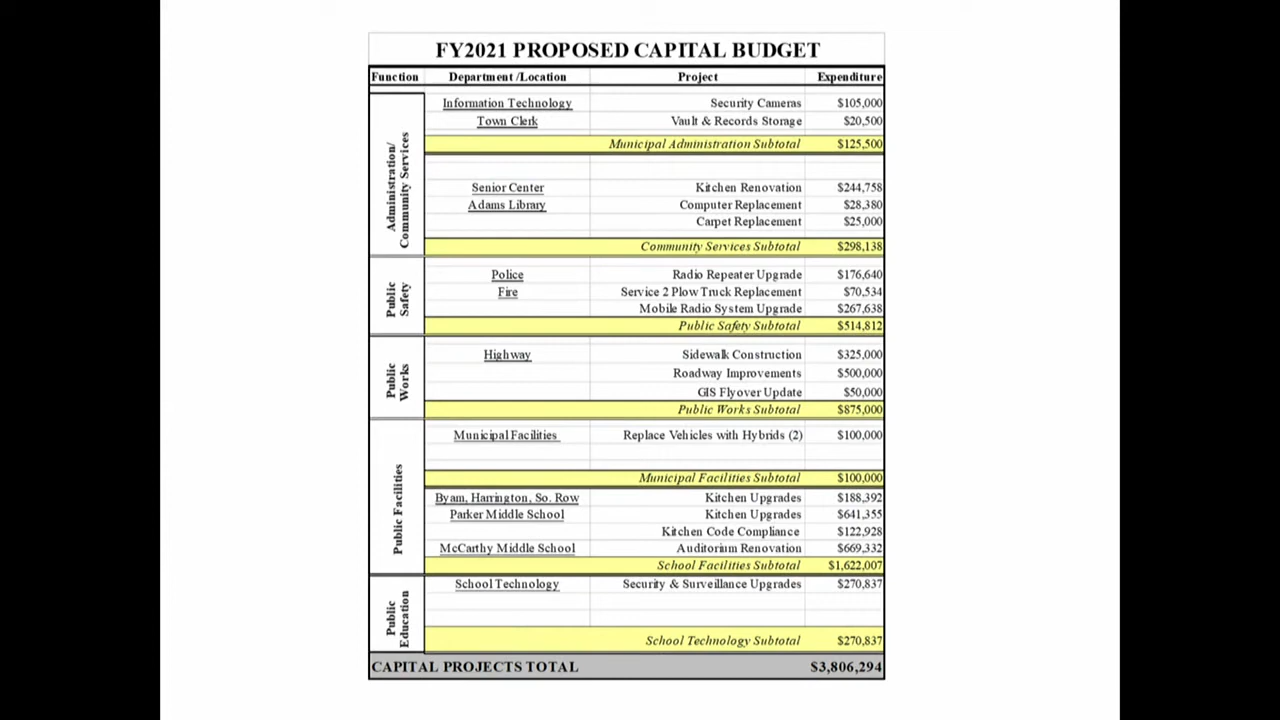 FY2021 PROPOSED CAPITAL BUDGET
Function Department /Location Project Expenditure
Administration/
Community Services
Information Technology Security Cameras $105,000
Town Clerk Vault & Records Storage $20,500
Municipal Administration Subtotal $125,500
Senior Center Kitchen Renovation $244,758
Adams Library Computer Replacement $28,380
Carpet Replacement $25,000
Community Services Subtotal $298,138
Public
Safety
Police Radio Repeater Upgrade $176,640
Fire Service 2 Plow Truck Replacement $70,534
Mobile Radio System Upgrade $267,638
Public Safety Subtotal $514,812
Public
Works
Highway Sidewalk Construction $325,000
Roadway Improvements $500,000
GIS Flyover Update $50,000
Public Works Subtotal $875,000
Public Facilities
Municipal Facilities Replace Vehicles with Hybrids (2) $100,000
Municipal Facilities Subtotal $100,000
Byam, Harrington, So. Row Kitchen Upgrades $188,392
Parker Middle School Kitchen Upgrades $641,355
Kitchen Code Compliance $122,928
McCarthy Middle School Auditorium Renovation $669,332
School Facilities Subtotal $1,622,007
Public
Education
School Technology Security & Surveillance Upgrades $270,837
School Technology Subtotal $270,837
CAPITAL PROJECTS TOTAL $3,806,294